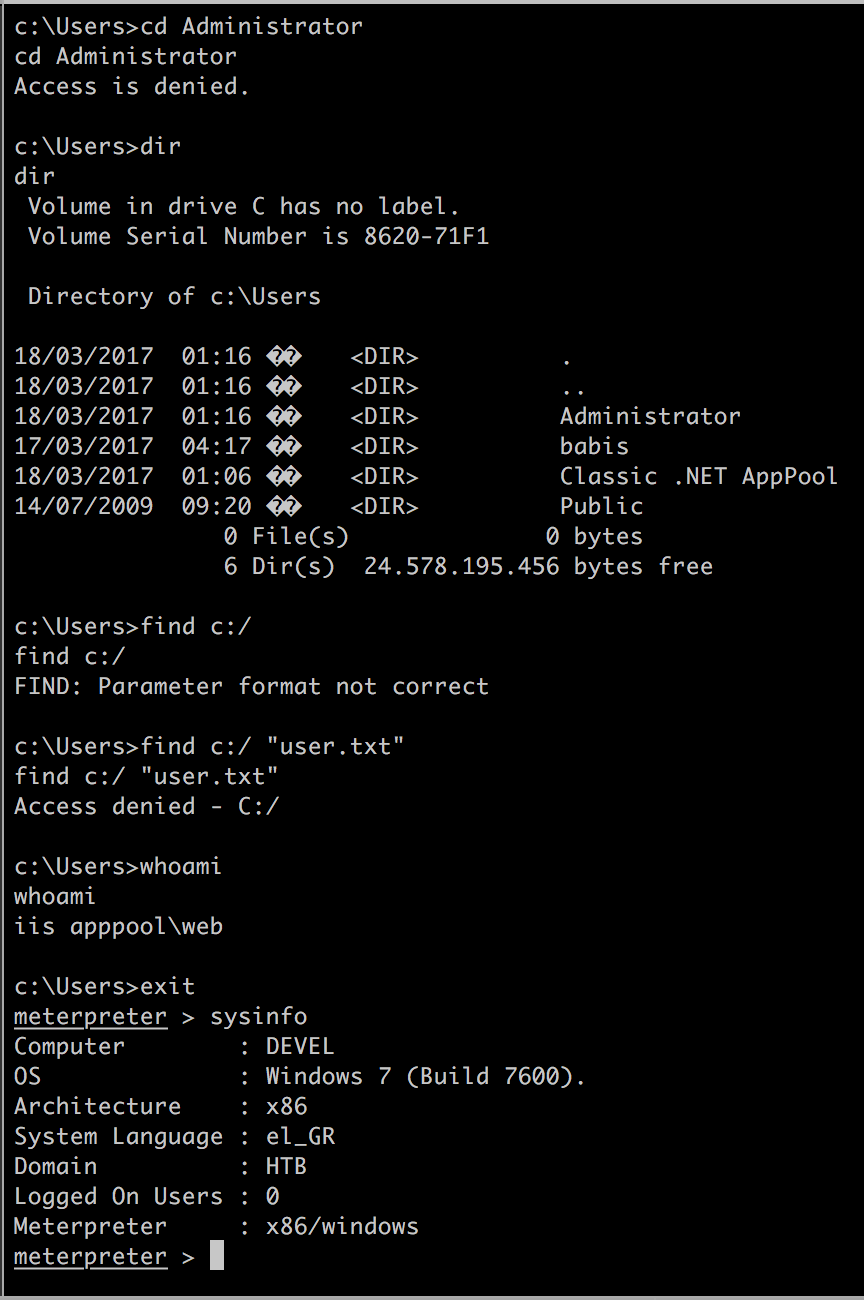 c:\Users>cd Administrator
cd Administrator
Access is denied.
c:\Users>dir
dir
Volume in drive C has no label.
Volume Serial Number is 8620-71F1
Directory of c:\Users
18/03/2017  01:16 ��    <DIR>          .
18/03/2017  01:16 ��    <DIR>          ..
18/03/2017  01:16 ��    <DIR>          Administrator
17/03/2017  04:17 ��    <DIR>          babis
18/03/2017  01:06 ��    <DIR>          Classic .NET AppPool
14/07/2009  09:20 ��    <DIR>          Public
0 File(s)              0 bytes
6 Dir(s)  24.578.195.456 bytes free
c:\Users>find c:/
find c:/
FIND: Parameter format not correct
c:\Users>find c:/ "user.txt"
find c:/ "user.txt"
Access denied - C:/
c:\Users>whoami
whoami
iis apppool\web
c:\Users>exit
meterpreter > sysinfo
Computer        : DEVEL
OS              : Windows 7 (Build 7600).
Architecture    : x86
System Language : el_GR
Domain          : HTB
Logged On Users : 0
Meterpreter     : x86/windows
meterpreter >